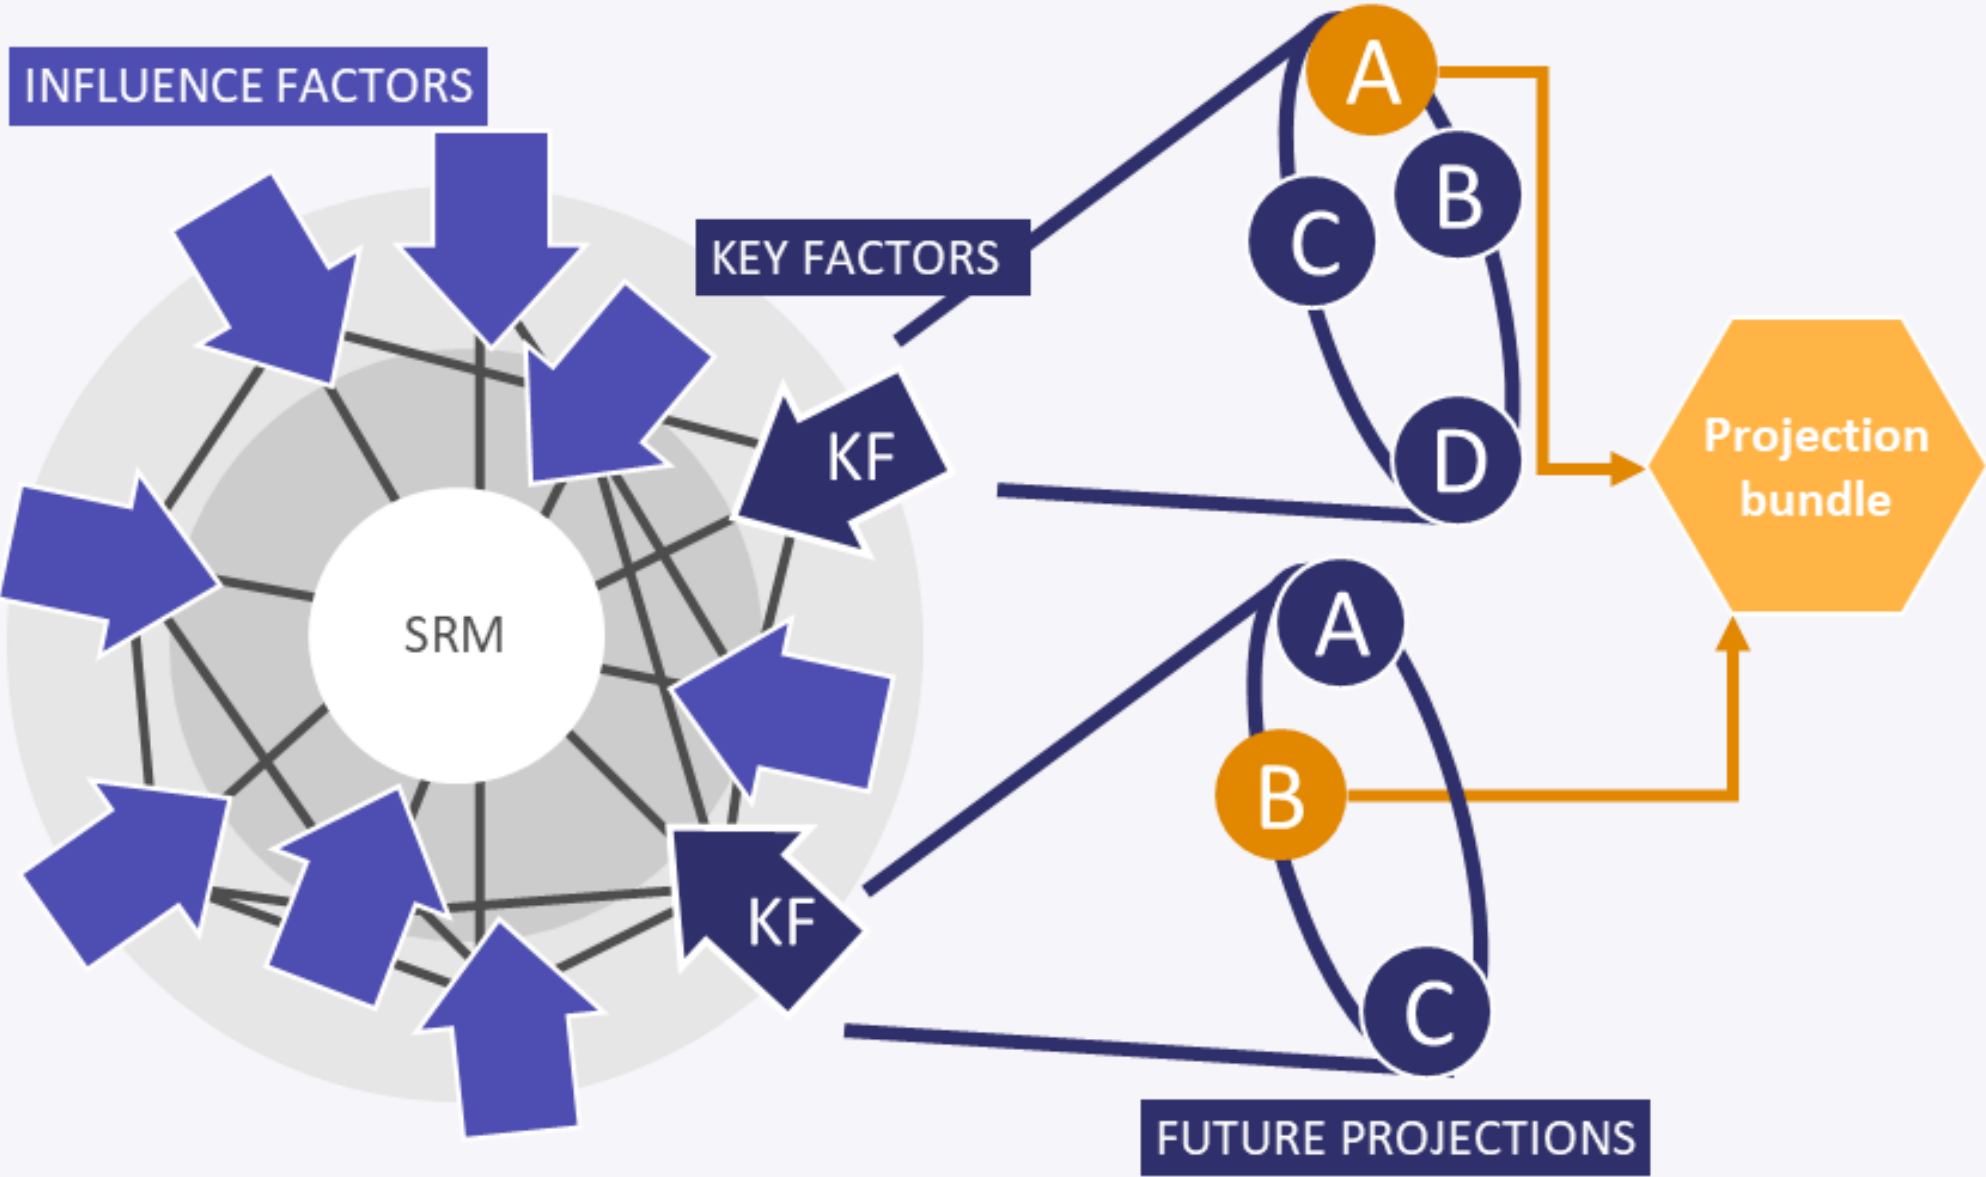 INFLUENCE FACTORS
KEY FACTORS
KF
SRM
KF
A
B
C
D
A
B
C
Projection
bundle
FUTURE PROJECTIONS